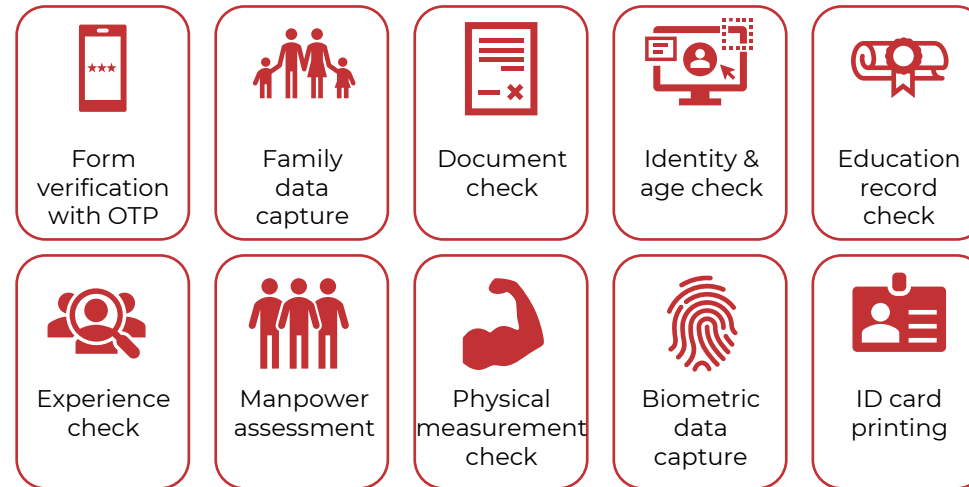 Form
verification
with OTP
Family
data
capture
Document
check
Identity &
age check
Education
record
check
Experience
check
Manpower
assessment
Physical
measurement
check
Biometric
data
capture
ID card
printing